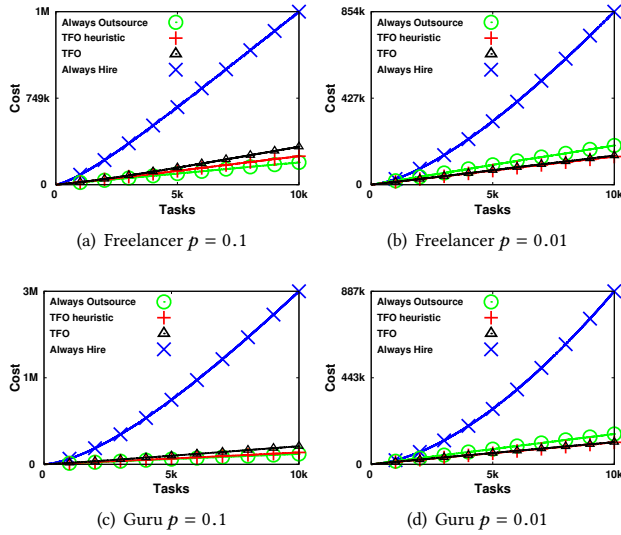 1M
Always Outsource
TFO heuristic
TFO
Always Hire
Cost
749k
0
0
5k
10k
Tasks
(a) Freelancer p = 0.1
854k
Always Outsource
TFO heuristic
TFO
Always Hire
Cost
427k
0
0
5k
10k
Tasks
(b) Freelancer p = 0.01
3M
Always Outsource
TFO heuristic
TFO
Always Hire
Cost
1M
0
0
5k
10k
Tasks
(c) Guru p = 0.1
887k
Always Outsource
TFO heuristic
TFO
Always Hire
Cost
443k
0
0
5k
10k
Tasks
(d) Guru p = 0.01